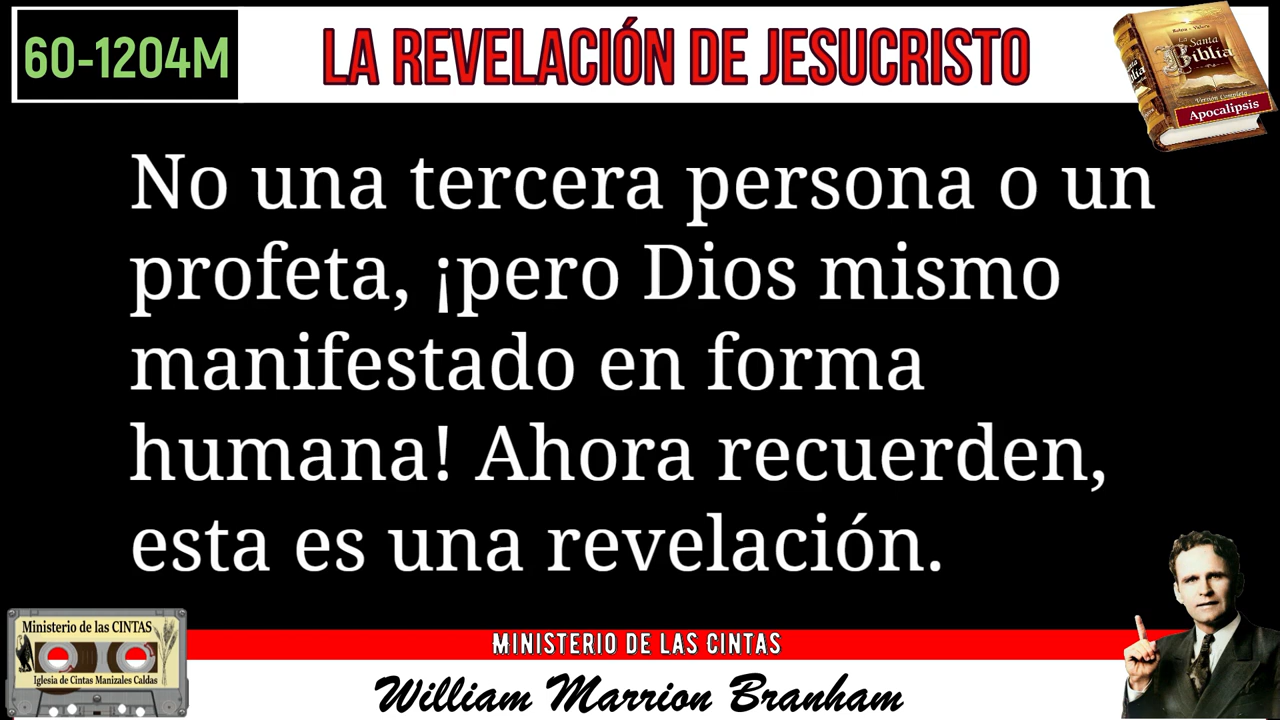 60-1204M
LA REVELACIÓN DE JESUCRISTO
La Santa
Biblia
Apocalipsis
No una tercera persona o un
profeta, ¡pero Dios mismo
manifestado en forma
humana! Ahora recuerden,
esta es una revelación.
Ministerio de las CINTAS
Iglesia de Cintas Manizales Caldas
MINISTERIO DE LAS CINTAS
William Marrion Branham